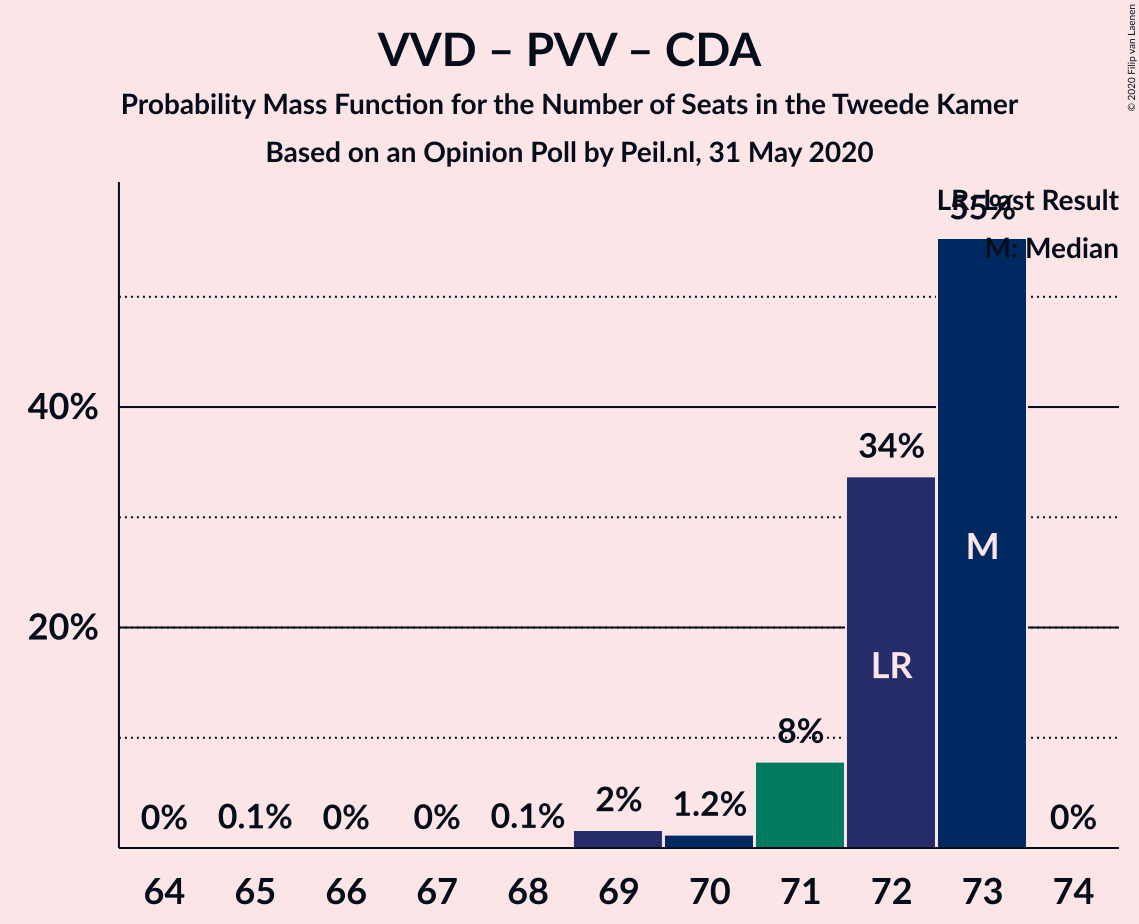 VVD – PVV – CDA
Probability Mass Function for the Number of Seats in the Tweede Kamer
Based on an Opinion Poll by Peil.nl, 31 May 2020
© 2020 Filip van Laenen
LR: Last Result
55%
M: Median
40%
34%
M
20%
LR
8%
0% 0.1% 0% 0% 0.1% 2% 1.2% 0%
64 65 66 67 68 69 70 71 72 73 74